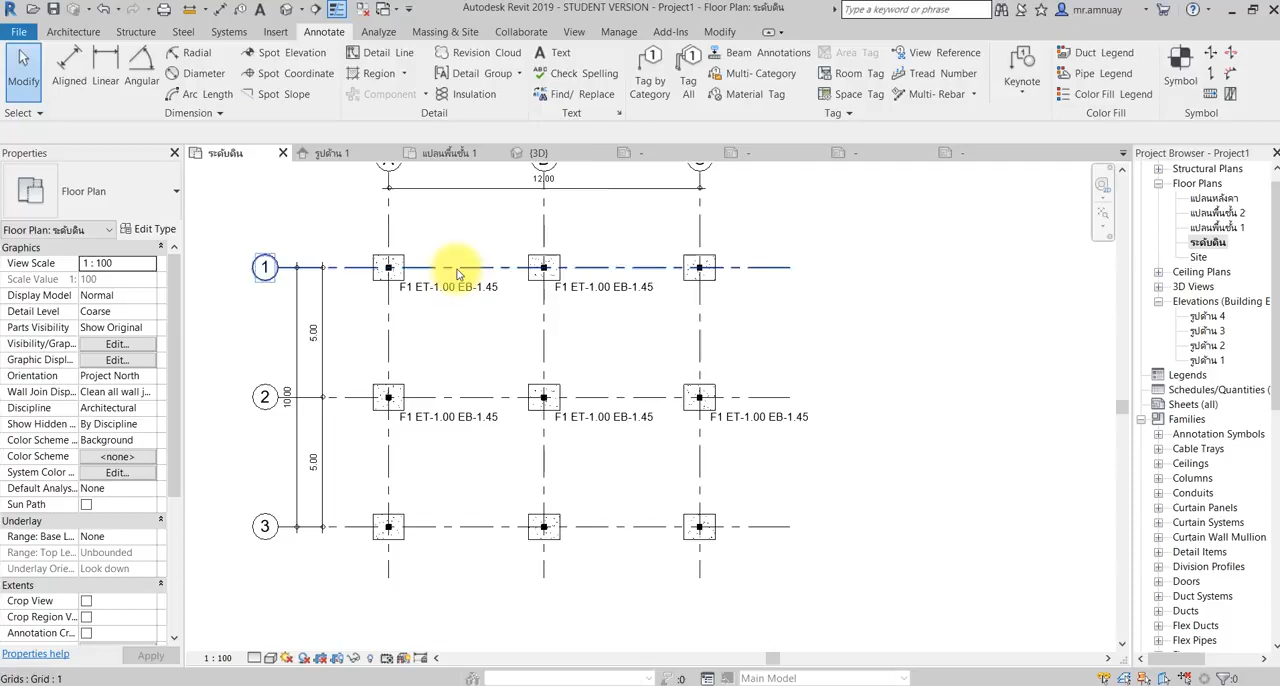 Autodesk Revit 2019 - STUDENT VERSION - Project1 - Floor Plan: ระดับดิน
Type a keyword or phrase
mr.amnuay
File Architecture Structure Steel Systems Insert Annotate Analyze Massing & Site Collaborate View Manage Add-Ins Modify
Modify
Select
Aligned Linear Angular
Radial
Diameter
Arc Length
Spot Elevation
Spot Coordinate
Spot Slope
Dimension
Detail Line
Region
Component
Revision Cloud
Detail Group
Insulation
Detail
Text
Check Spelling
Find/ Replace
Text
Tag by Category
Tag All
Beam Annotations
Multi- Category
Material Tag
Area Tag
Room Tag
Space Tag
View Reference
Tread Number
Multi- Rebar
Tag
Keynote
Duct Legend
Pipe Legend
Color Fill Legend
Color Fill
Symbol
Symbol
Properties
ระดับดิน
รูปด้าน 1
แปลนพื้นชั้น 1
{3D}
-
-
-
-
Project Browser - Project1
Floor Plan
Floor Plan: ระดับดิน
Edit Type
Graphics
View Scale 1 : 100
Scale Value 1: 100
Display Model Normal
Detail Level Coarse
Parts Visibility Show Original
Visibility/Grap... Edit...
Graphic Displ... Edit...
Orientation Project North
Wall Join Disp... Clean all wall j...
Discipline Architectural
Show Hidden ... By Discipline
Color Scheme ... Background
Color Scheme <none>
System Color ... Edit...
Default Analys... None
Sun Path
Underlay
Range: Base L... None
Range: Top Le... Unbounded
Underlay Orie... Look down
Extents
Crop View
Crop Region V...
Annotation Cr...
Properties help
Apply
12.00
1
F1 ET-1.00 EB-1.45
F1 ET-1.00 EB-1.45
5.00
2
10.00
F1 ET-1.00 EB-1.45
F1 ET-1.00 EB-1.45
F1 ET-1.00 EB-1.45
5.00
3
Structural Plans
Floor Plans
แปลนหลังคา
แปลนพื้นชั้น 2
แปลนพื้นชั้น 1
ระดับดิน
Site
Ceiling Plans
3D Views
Elevations (Building E
รูปด้าน 4
รูปด้าน 3
รูปด้าน 2
รูปด้าน 1
Legends
Schedules/Quantities (
Sheets (all)
Families
Annotation Symbols
Cable Trays
Ceilings
Columns
Conduits
Curtain Panels
Curtain Systems
Curtain Wall Mullion
Detail Items
Division Profiles
Doors
Duct Systems
Ducts
Flex Ducts
Flex Pipes
1 : 100
Grids : Grid : 1
:0
Main Model
:0